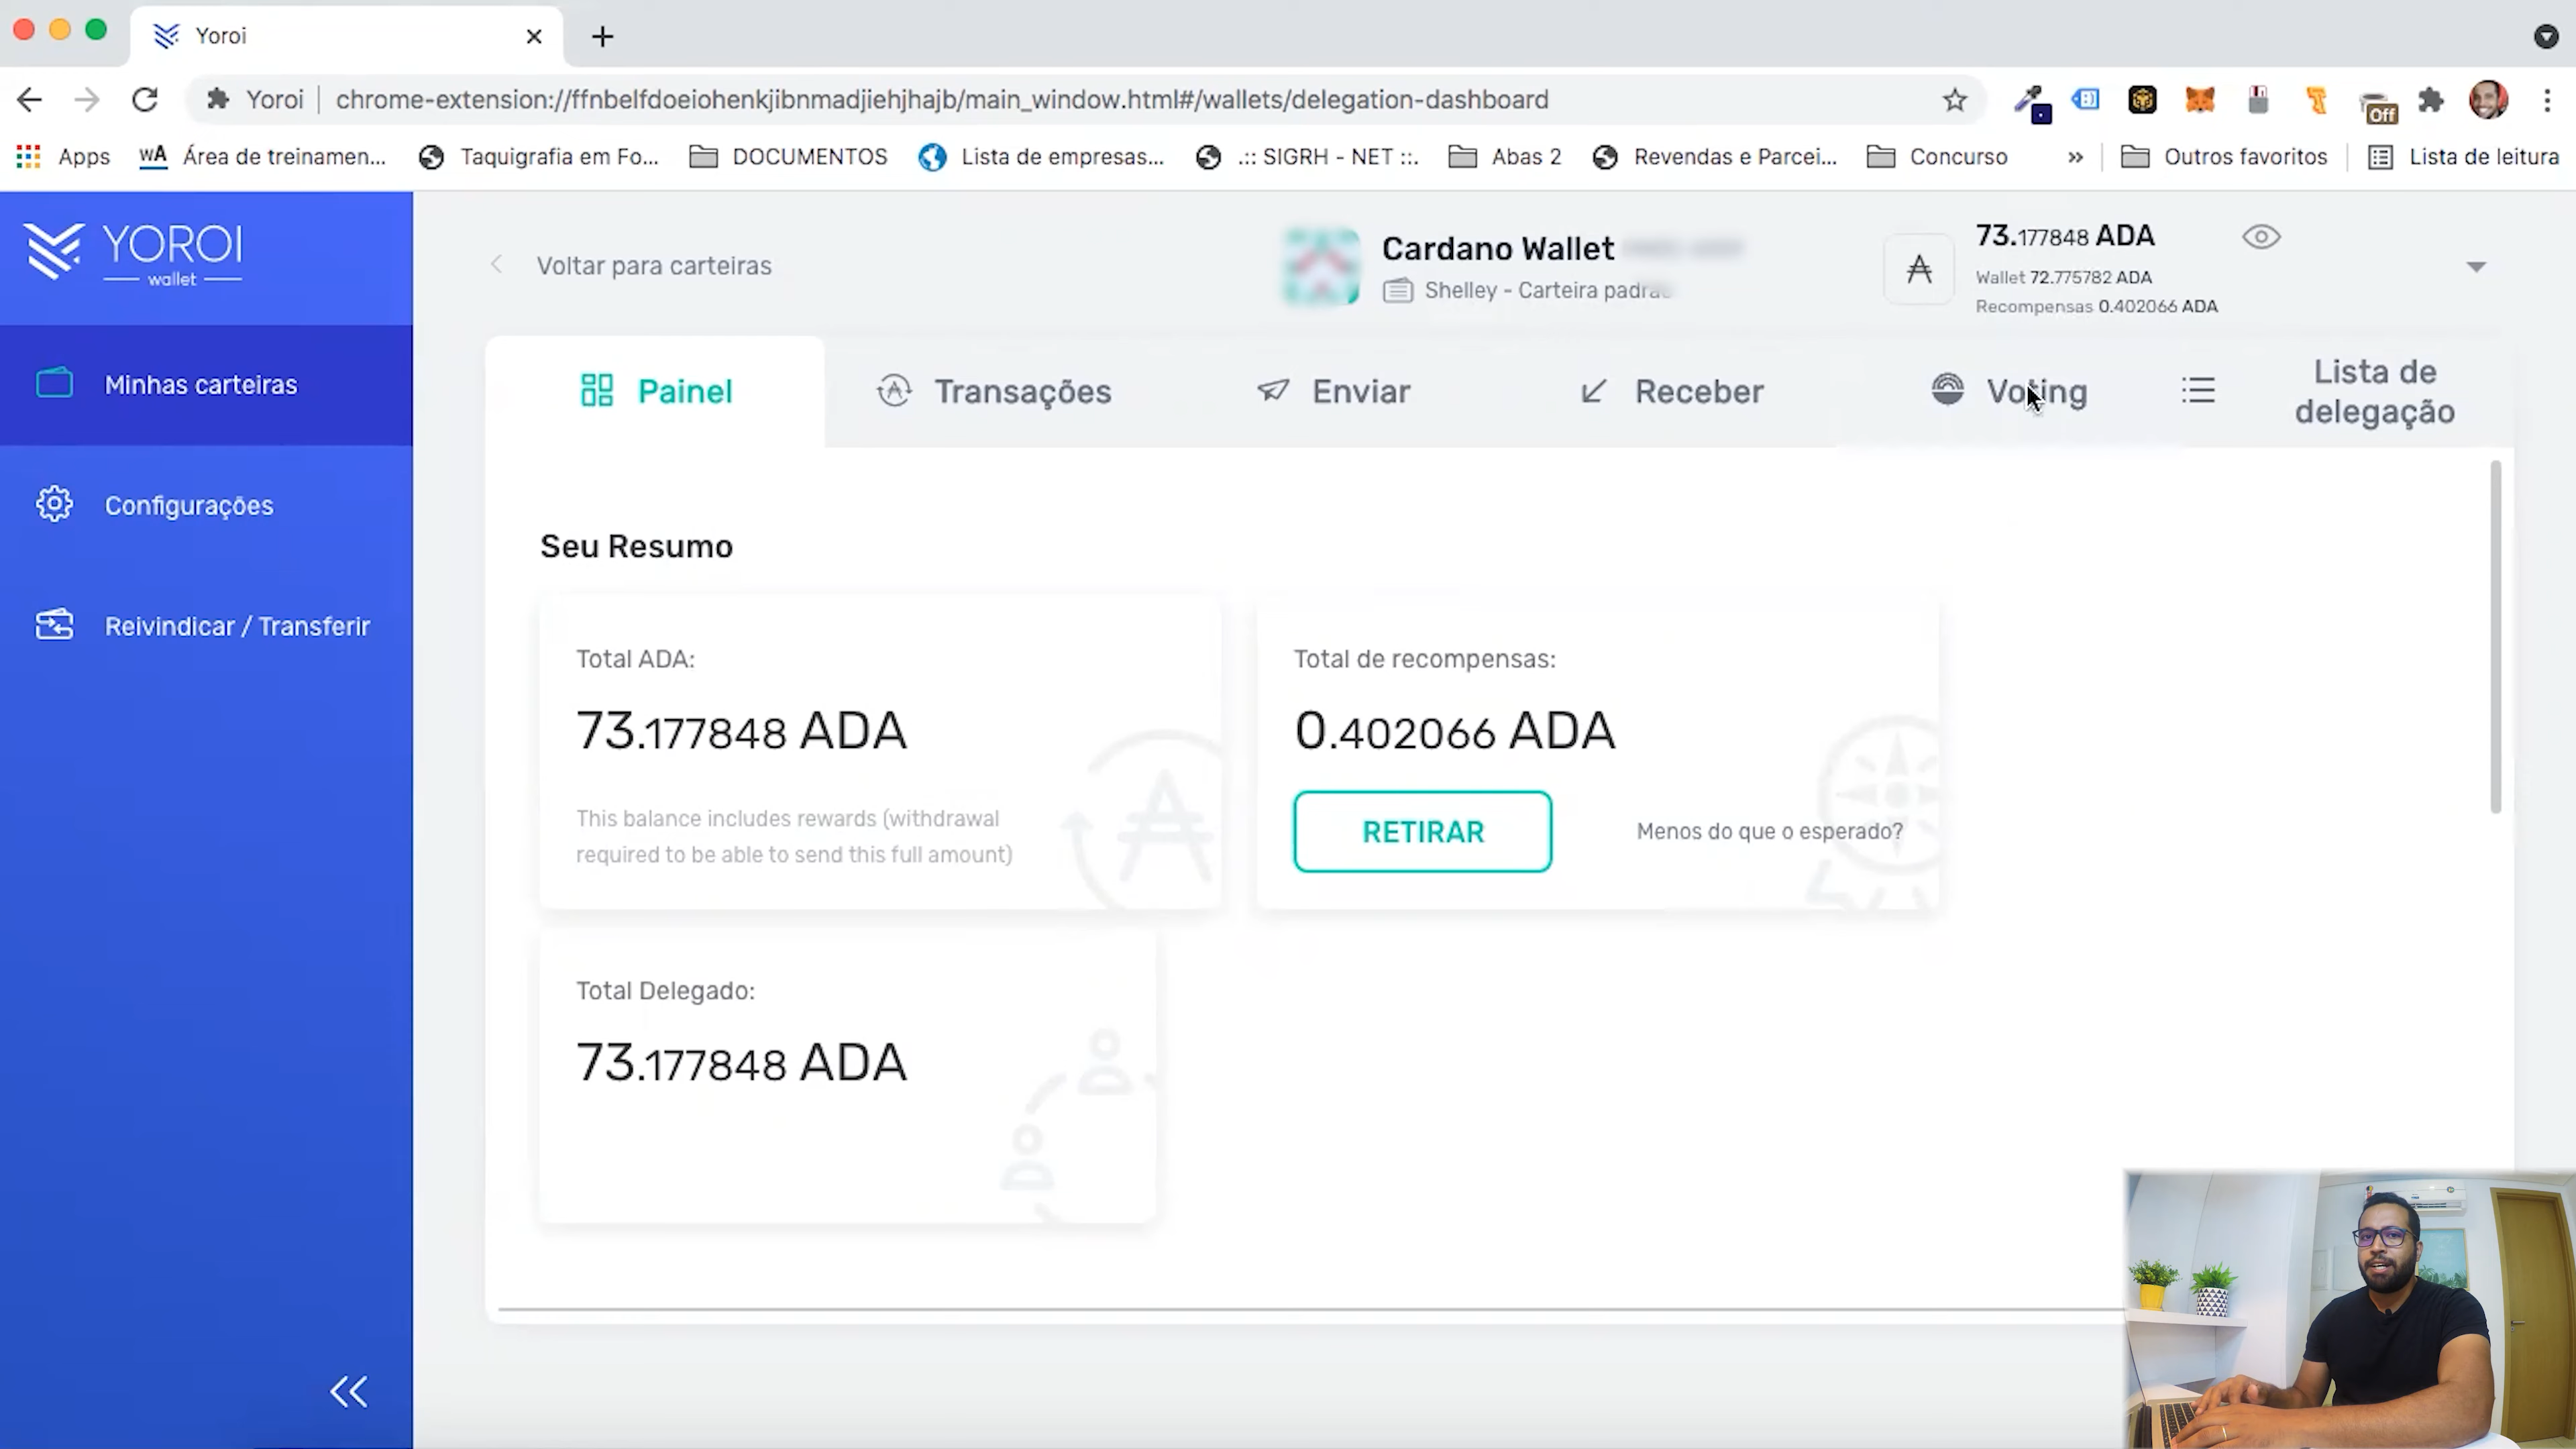 Yoroi
Yoroi
chrome-extension://ffnbelfdoeiohenkjibnmadjiehjhajb/main_window.html#/wallets/delegation-dashboard
Off
Apps
wA Área de treinamen...
Taquigrafia em Fo...
DOCUMENTOS
Lista de empresas...
.:: SIGRH - NET ::.
Abas 2
Revendas e Parcei...
Concurso
»
Outros favoritos
Lista de leitura
YOROI
wallet
Minhas carteiras
Configurações
Reivindicar / Transferir
Voltar para carteiras
Cardano Wallet
Shelley - Carteira padrão
73.177848 ADA
Wallet 72.775782 ADA
Recompensas 0.402066 ADA
Painel
Transações
Enviar
Receber
Voting
Lista de
delegação
Seu Resumo
Total ADA:
73.177848 ADA
This balance includes rewards (withdrawal
required to be able to send this full amount)
Total de recompensas:
0.402066 ADA
RETIRAR
Menos do que o esperado?
Total Delegado:
73.177848 ADA